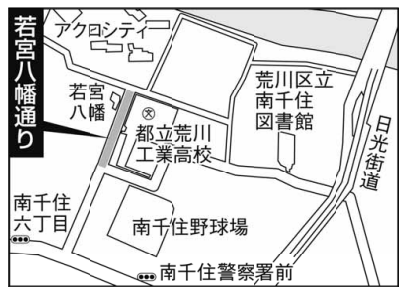 若宮八幡通り
アクロシティ
若宮
八幡
文
都立荒川
工業高校
荒川区立
南千住
図書館
日光街道
南千住
六丁目
南千住野球場
南千住警察署前